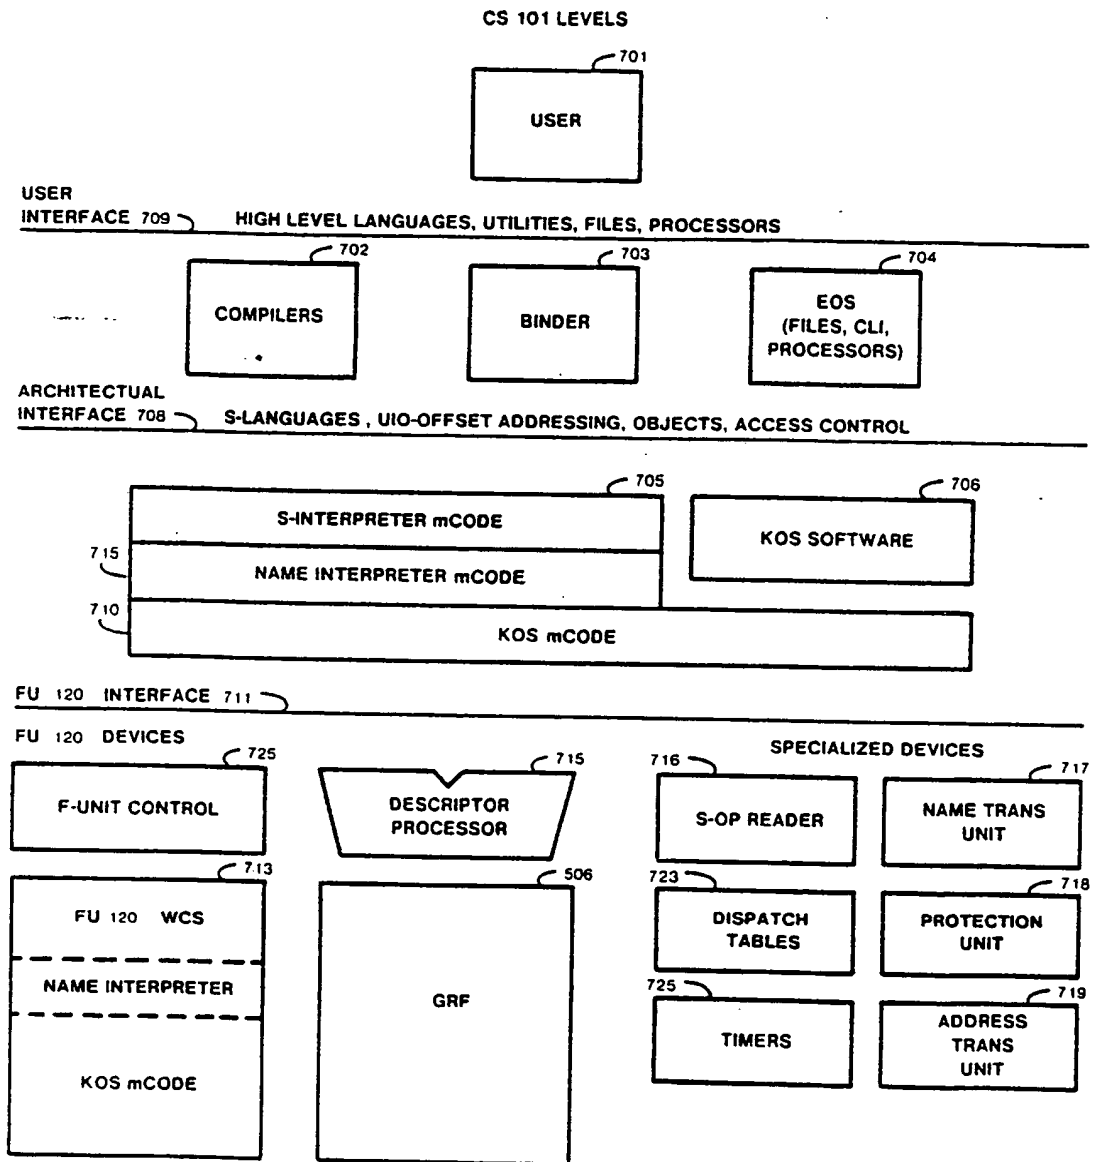 CS 101 LEVELS
701
USER
USER
INTERFACE 709
HIGH LEVEL LANGUAGES, UTILITIES, FILES, PROCESSORS
702
703
704
COMPILERS
BINDER
EOS
(FILES, CLI,
PROCESSORS)
ARCHITECTUAL
INTERFACE 708
S-LANGUAGES , UIO-OFFSET ADDRESSING, OBJECTS, ACCESS CONTROL
705
706
S-INTERPRETER mCODE
KOS SOFTWARE
715
NAME INTERPRETER mCODE
710
KOS mCODE
FU 120 INTERFACE 711
FU 120 DEVICES
SPECIALIZED DEVICES
725
715
716
717
F-UNIT CONTROL
DESCRIPTOR
PROCESSOR
S-OP READER
NAME TRANS
UNIT
713
506
723
718
FU 120 WCS
DISPATCH
TABLES
PROTECTION
UNIT
NAME INTERPRETER
GRF
725
719
TIMERS
ADDRESS
TRANS
UNIT
KOS mCODE